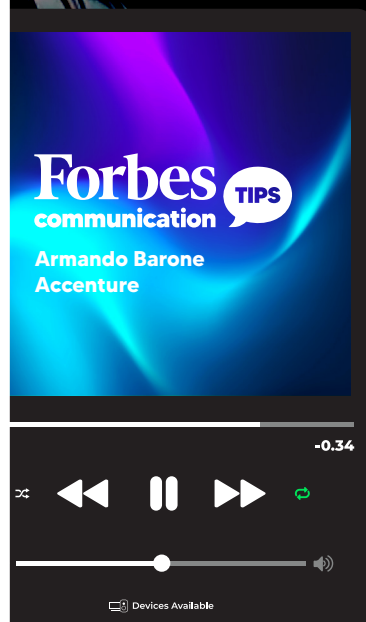 Forbes
TIPS
communication
Armando Barone
Accenture
-0.34
Devices Available